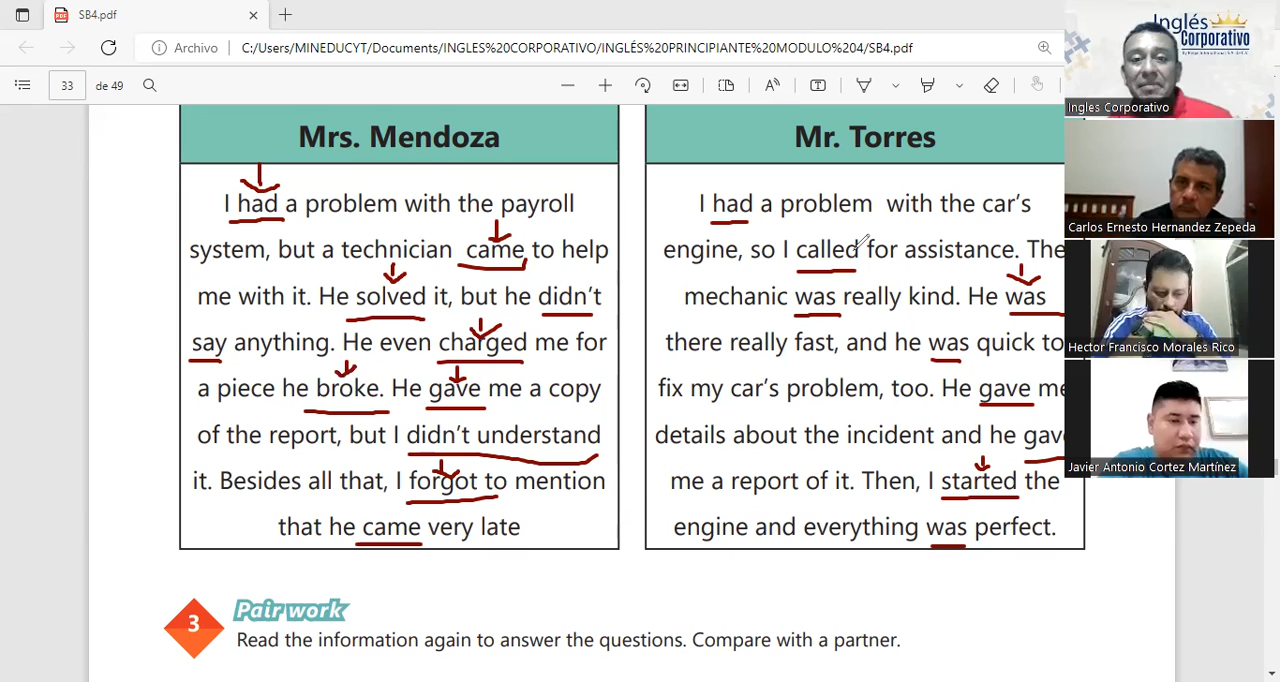 SB4.pdf
Archivo
C:/Users/MINEDUCYT/Documents/INGLES%20CORPORATIVO/INGLÉS%20PRINCIPIANTE%20MODULO%204/SB4.pdf
33 de 49
Mrs. Mendoza
I had a problem with the payroll
system, but a technician came to help
me with it. He solved it, but he didn't
say anything. He even charged me for
a piece he broke. He gave me a copy
of the report, but I didn't understand
it. Besides all that, I forgot to mention
that he came very late
Mr. Torres
I had a problem with the car's
engine, so I called for assistance. The
mechanic was really kind. He was
there really fast, and he was quick to
fix my car's problem, too. He gave me
details about the incident and he gav
me a report of it. Then, I started the
engine and everything was perfect.
3 Pair work
Read the information again to answer the questions. Compare with a partner.
Inglés
Corporativo
Ingles Corporativo
Carlos Ernesto Hernandez Zepeda
Hector Francisco Morales Rico
Javier Antonio Cortez Martínez